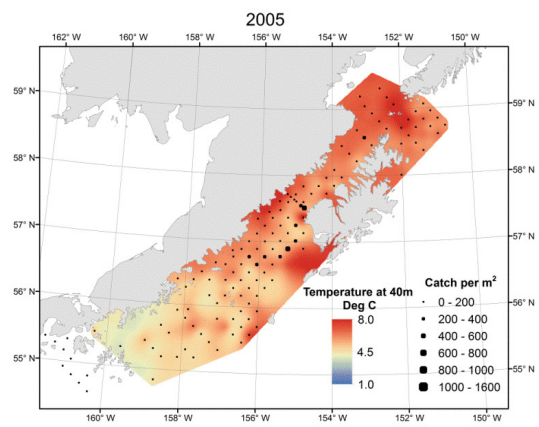 2005
162° W 160° W 158° W 156° W 154° W 152° W 150° W
59° N 59° N
58° N 58° N
57° N 57° N
56° N 56° N
55° N 55° N
Temperature at 40m
Deg C
8.0
4.5
1.0
Catch per m²
0 - 200
200 - 400
400 - 600
600 - 800
800 - 1000
1000 - 1600
160° W 158° W 156° W 154° W 152° W 150° W